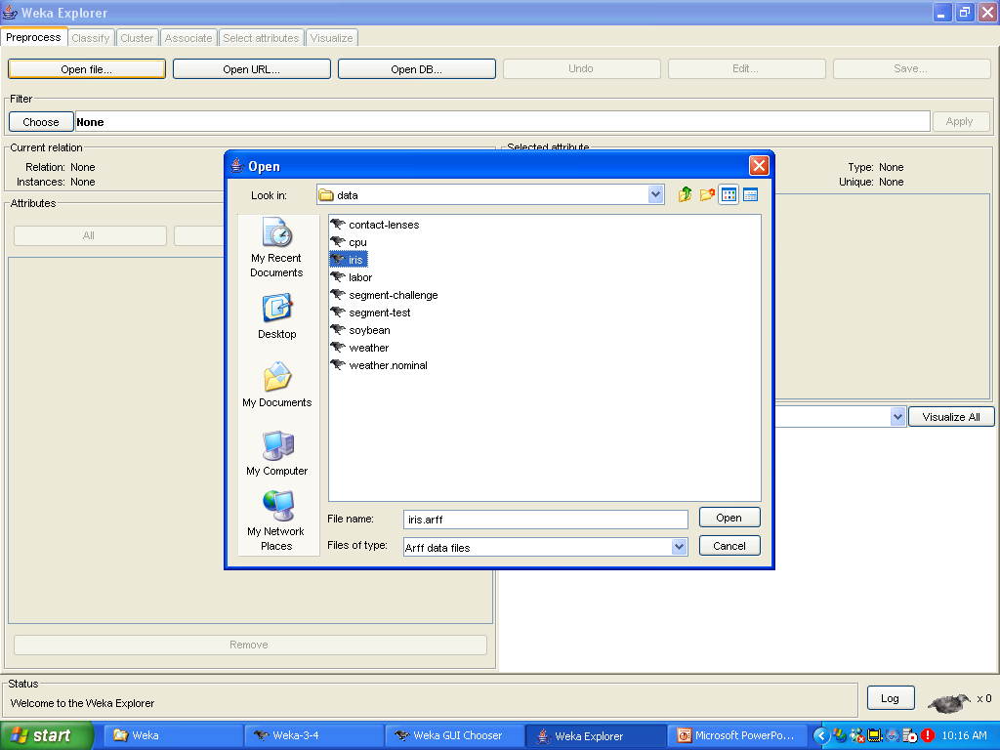 Weka Explorer
Preprocess Classify Cluster Associate Select attributes Visualize
Open file... Open URL... Open DB... Undo Edit... Save...
Filter
Choose None Apply
Current relation
Relation: None
Instances: None
Selected attribute
Type: None
Unique: None
Attributes
All
Open
Look in: data
My Recent
Documents
Desktop
My Documents
My Computer
My Network
Places
contact-lenses
cpu
iris
labor
segment-challenge
segment-test
soybean
weather
weather.nominal
File name: iris.arff Open
Files of type: Arff data files Cancel
Visualize All
Remove
Status
Welcome to the Weka Explorer
Log x 0
start Weka Weka-3-4 Weka GUI Chooser Weka Explorer Microsoft PowerPo... 10:16 AM